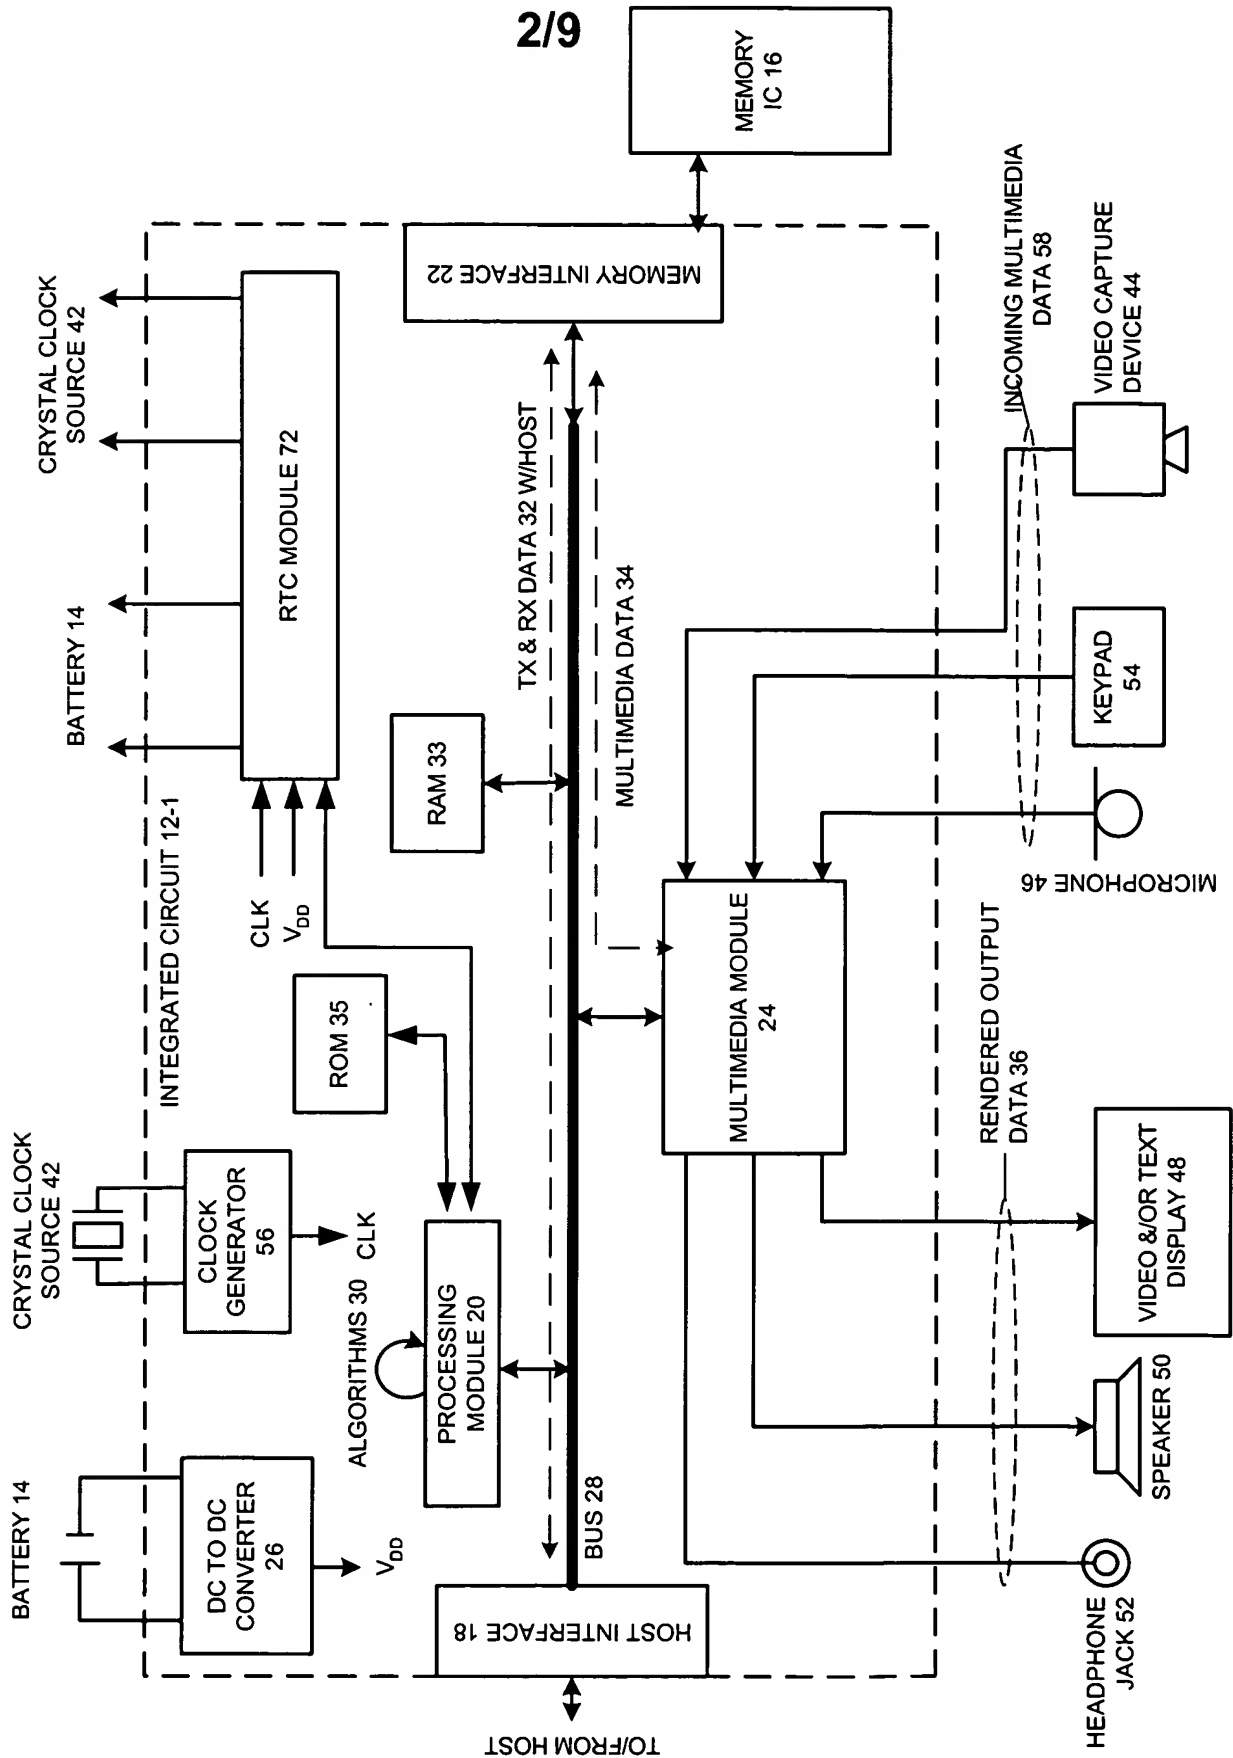 2/9
BATTERY 14
CRYSTAL CLOCK
SOURCE 42
BATTERY 14
CRYSTAL CLOCK
SOURCE 42
INTEGRATED CIRCUIT 12-1
DC TO DC
CONVERTER
26
VDD
CLOCK
GENERATOR
56
CLK
CLK
VDD
RTC MODULE 72
ROM 35
ALGORITHMS 30
PROCESSING
MODULE 20
RAM 33
TX & RX DATA 32 W/HOST
MULTIMEDIA DATA 34
TO/FROM HOST
HOST INTERFACE 18
BUS 28
MEMORY INTERFACE 22
MEMORY
IC 16
MULTIMEDIA MODULE
24
RENDERED OUTPUT
DATA 36
INCOMING MULTIMEDIA
DATA 58
HEADPHONE
JACK 52
SPEAKER 50
VIDEO &/OR TEXT
DISPLAY 48
MICROPHONE 46
KEYPAD
54
VIDEO CAPTURE
DEVICE 44